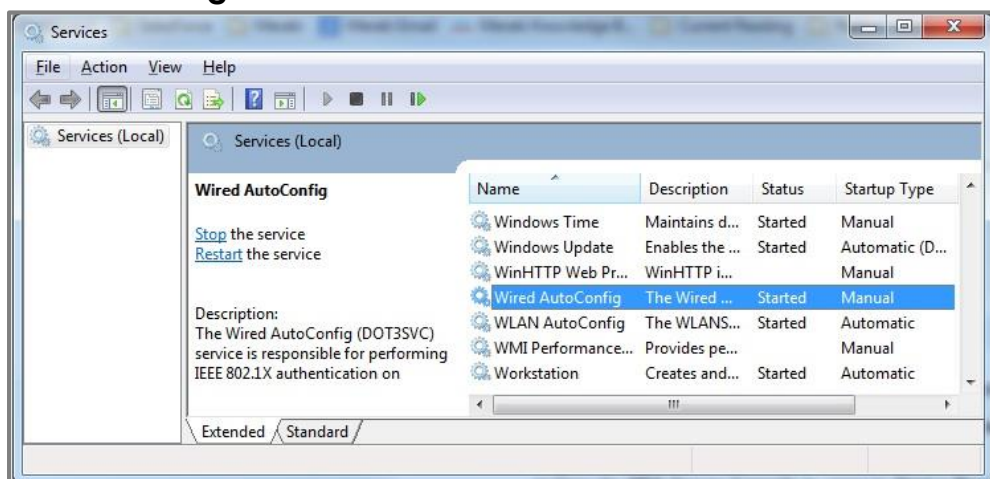 Services
File Action View Help
Services (Local)
Services (Local)
Wired AutoConfig
Stop the service
Restart the service
Description:
The Wired AutoConfig (DOT3SVC)
service is responsible for performing
IEEE 802.1X authentication on
Name Description Status Startup Type
Windows Time Maintains d... Started Manual
Windows Update Enables the ... Started Automatic (D...
WinHTTP Web Pr... WinHTTP i... Manual
Wired AutoConfig The Wired ... Started Manual
WLAN AutoConfig The WLANS... Started Automatic
WMI Performance... Provides pe... Manual
Workstation Creates and... Started Automatic
Extended Standard